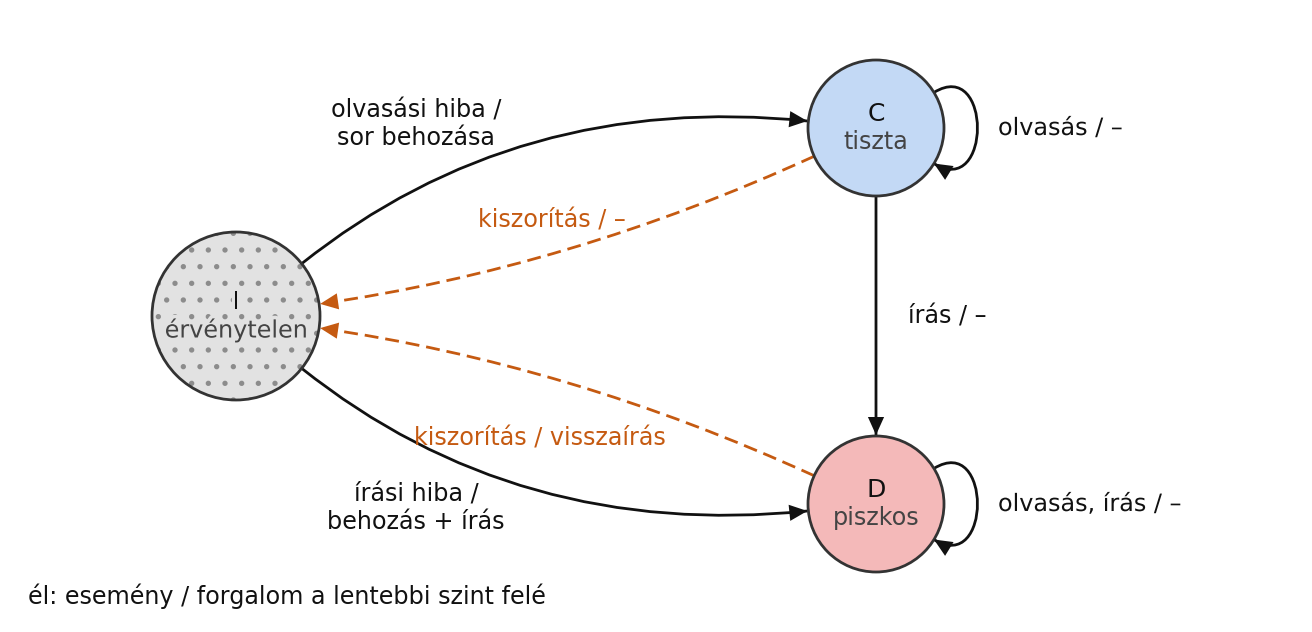 olvasási hiba /
sor behozása
C
tiszta
olvasás / –
kiszorítás / –
I
érvénytelen
írás / –
kiszorítás / visszaírás
írási hiba /
behozás + írás
D
piszkos
olvasás, írás / –
él: esemény / forgalom a lentebbi szint felé